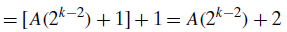 = [A(2^{k−2}) + 1] + 1 = A(2^{k−2}) + 2